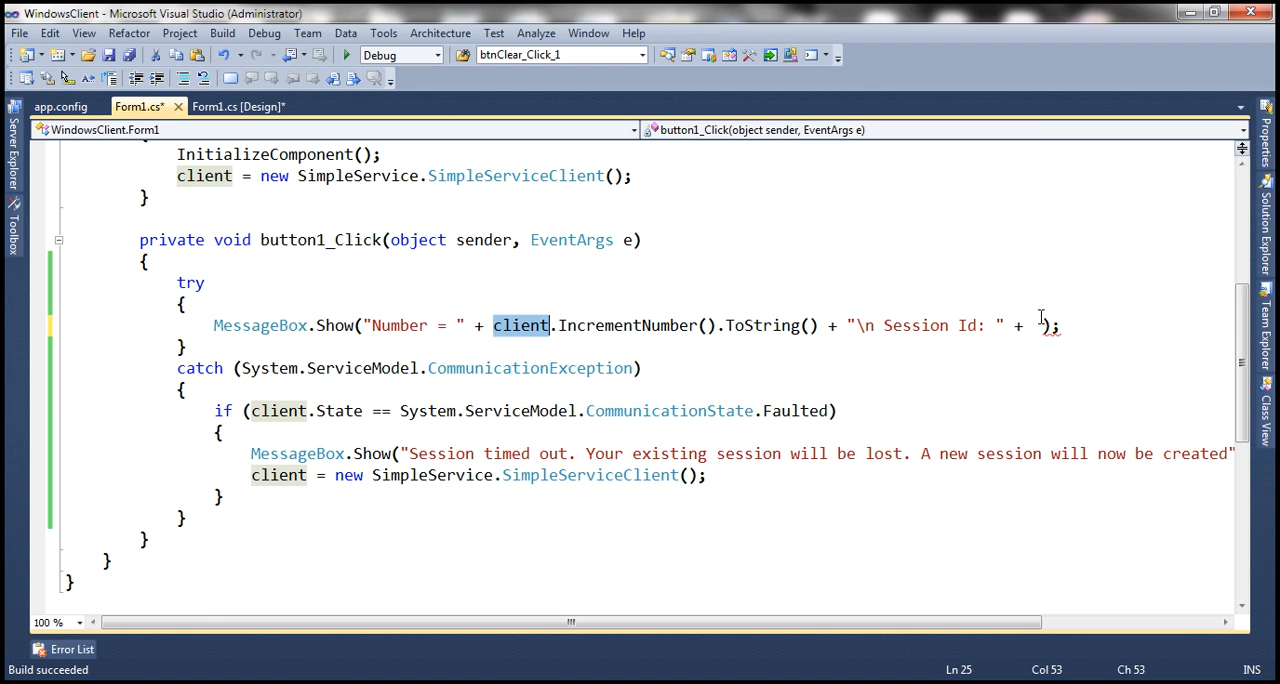 WindowsClient - Microsoft Visual Studio (Administrator)
File Edit View Refactor Project Build Debug Team Data Tools Architecture Test Analyze Window Help
Debug btnClear_Click_1
app.config Form1.cs* Form1.cs [Design]*
WindowsClient.Form1 button1_Click(object sender, EventArgs e)
Server Explorer
Toolbox
Properties
Solution Explorer
Team Explorer
Class View
{
InitializeComponent();
client = new SimpleService.SimpleServiceClient();
}
private void button1_Click(object sender, EventArgs e)
{
try
{
MessageBox.Show("Number = " + client.IncrementNumber().ToString() + "\n Session Id: " + );
}
catch (System.ServiceModel.CommunicationException)
{
if (client.State == System.ServiceModel.CommunicationState.Faulted)
{
MessageBox.Show("Session timed out. Your existing session will be lost. A new session will now be created"
client = new SimpleService.SimpleServiceClient();
}
}
}
}
}
100 %
Error List
Build succeeded Ln 25 Col 53 Ch 53 INS